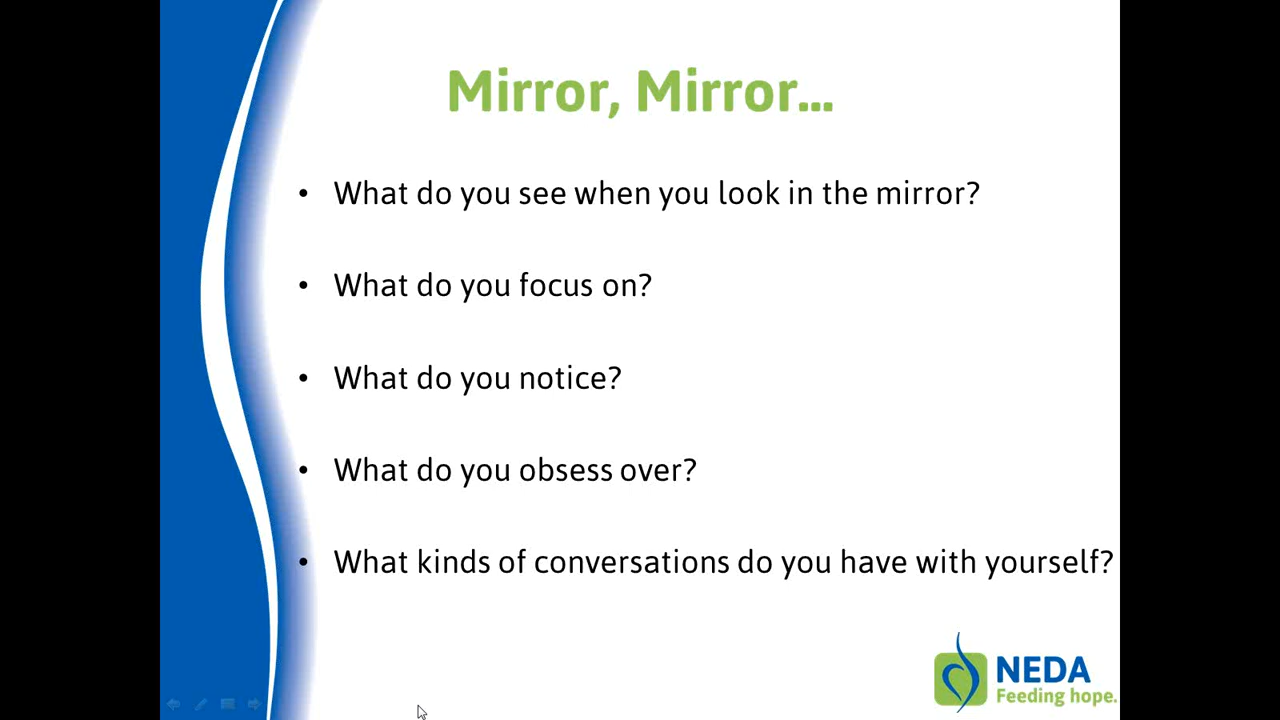 Mirror, Mirror...
• What do you see when you look in the mirror?
• What do you focus on?
• What do you notice?
• What do you obsess over?
• What kinds of conversations do you have with yourself?
NEDA
Feeding hope.